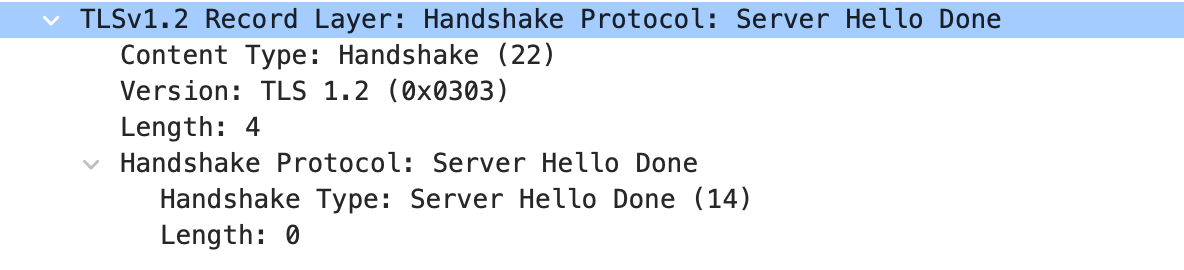 TLSv1.2 Record Layer: Handshake Protocol: Server Hello Done
Content Type: Handshake (22)
Version: TLS 1.2 (0x0303)
Length: 4
Handshake Protocol: Server Hello Done
Handshake Type: Server Hello Done (14)
Length: 0